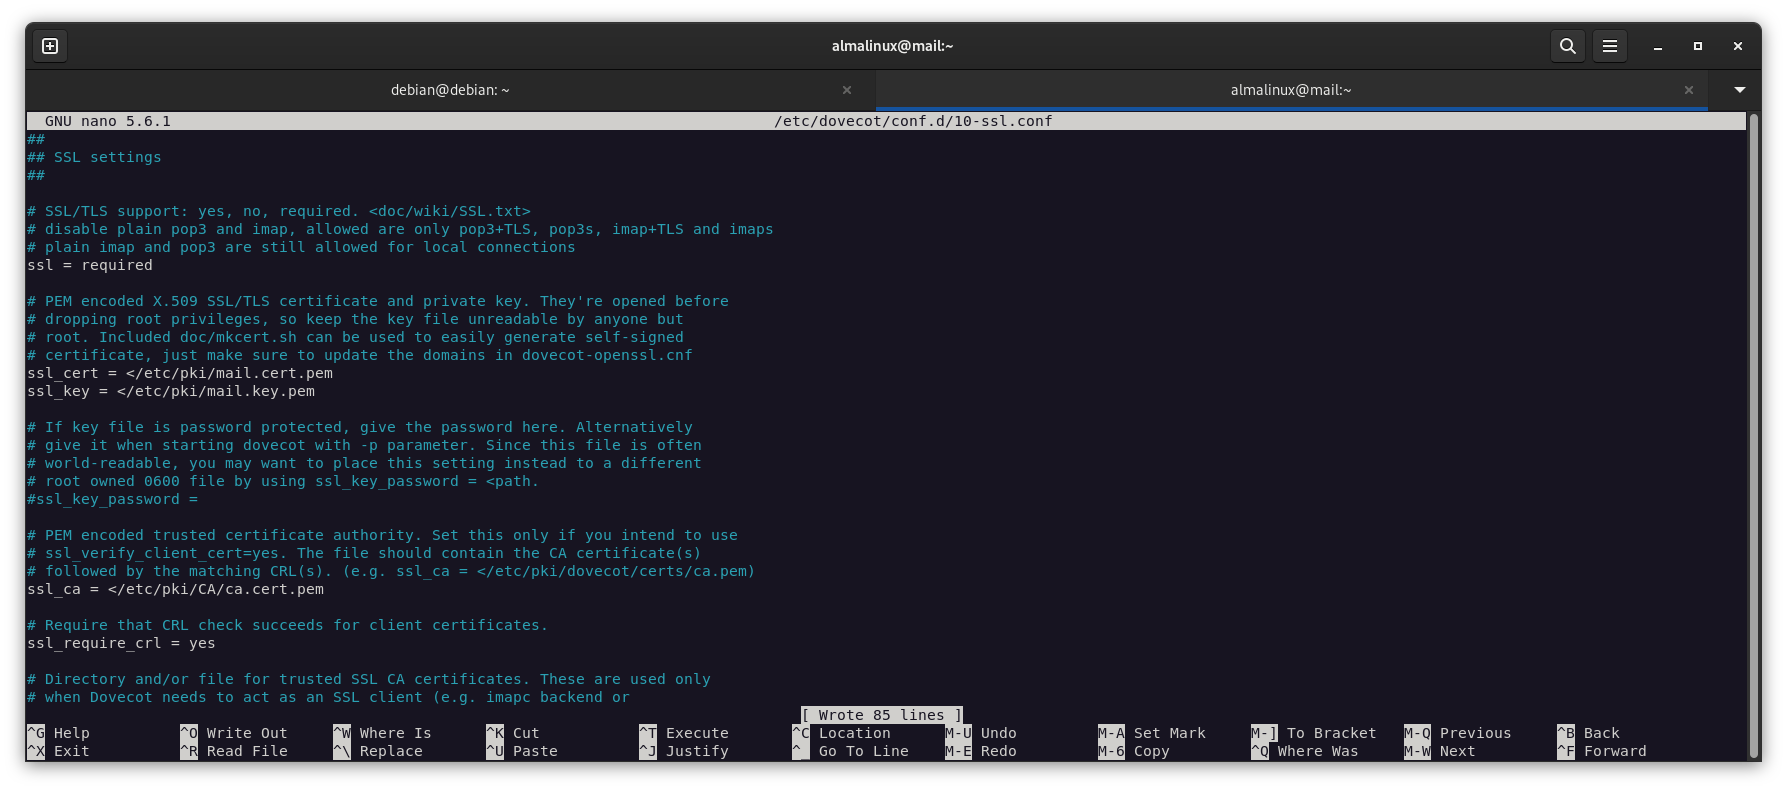 almalinux@mail:~
debian@debian: ~
almalinux@mail:~
GNU nano 5.6.1 /etc/dovecot/conf.d/10-ssl.conf
##
## SSL settings
##
# SSL/TLS support: yes, no, required. <doc/wiki/SSL.txt>
# disable plain pop3 and imap, allowed are only pop3+TLS, pop3s, imap+TLS and imaps
# plain imap and pop3 are still allowed for local connections
ssl = required
# PEM encoded X.509 SSL/TLS certificate and private key. They're opened before
# dropping root privileges, so keep the key file unreadable by anyone but
# root. Included doc/mkcert.sh can be used to easily generate self-signed
# certificate, just make sure to update the domains in dovecot-openssl.cnf
ssl_cert = </etc/pki/mail.cert.pem
ssl_key = </etc/pki/mail.key.pem
# If key file is password protected, give the password here. Alternatively
# give it when starting dovecot with -p parameter. Since this file is often
# world-readable, you may want to place this setting instead to a different
# root owned 0600 file by using ssl_key_password = <path.
#ssl_key_password =
# PEM encoded trusted certificate authority. Set this only if you intend to use
# ssl_verify_client_cert=yes. The file should contain the CA certificate(s)
# followed by the matching CRL(s). (e.g. ssl_ca = </etc/pki/dovecot/certs/ca.pem)
ssl_ca = </etc/pki/CA/ca.cert.pem
# Require that CRL check succeeds for client certificates.
ssl_require_crl = yes
# Directory and/or file for trusted SSL CA certificates. These are used only
# when Dovecot needs to act as an SSL client (e.g. imapc backend or
[ Wrote 85 lines ]
^G Help ^O Write Out ^W Where Is ^K Cut ^T Execute ^C Location M-U Undo M-A Set Mark M-] To Bracket M-Q Previous ^B Back
^X Exit ^R Read File ^\ Replace ^U Paste ^J Justify ^_ Go To Line M-E Redo M-6 Copy ^Q Where Was M-W Next ^F Forward